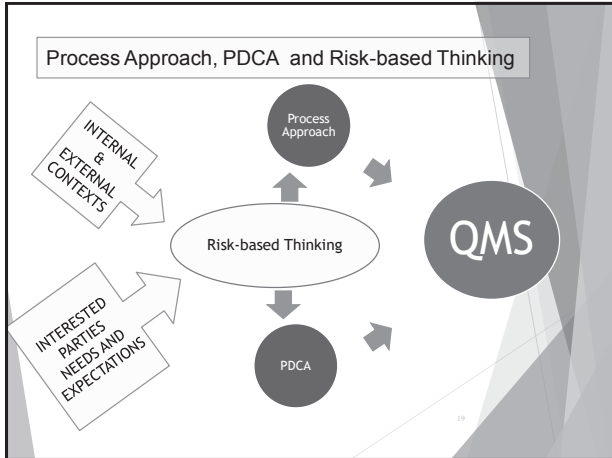 Process Approach, PDCA and Risk-based Thinking
INTERNAL
&
EXTERNAL
CONTEXTS
Process
Approach
Risk-based Thinking
QMS
INTERESTED
PARTIES
NEEDS AND
EXPECTATIONS
PDCA
19